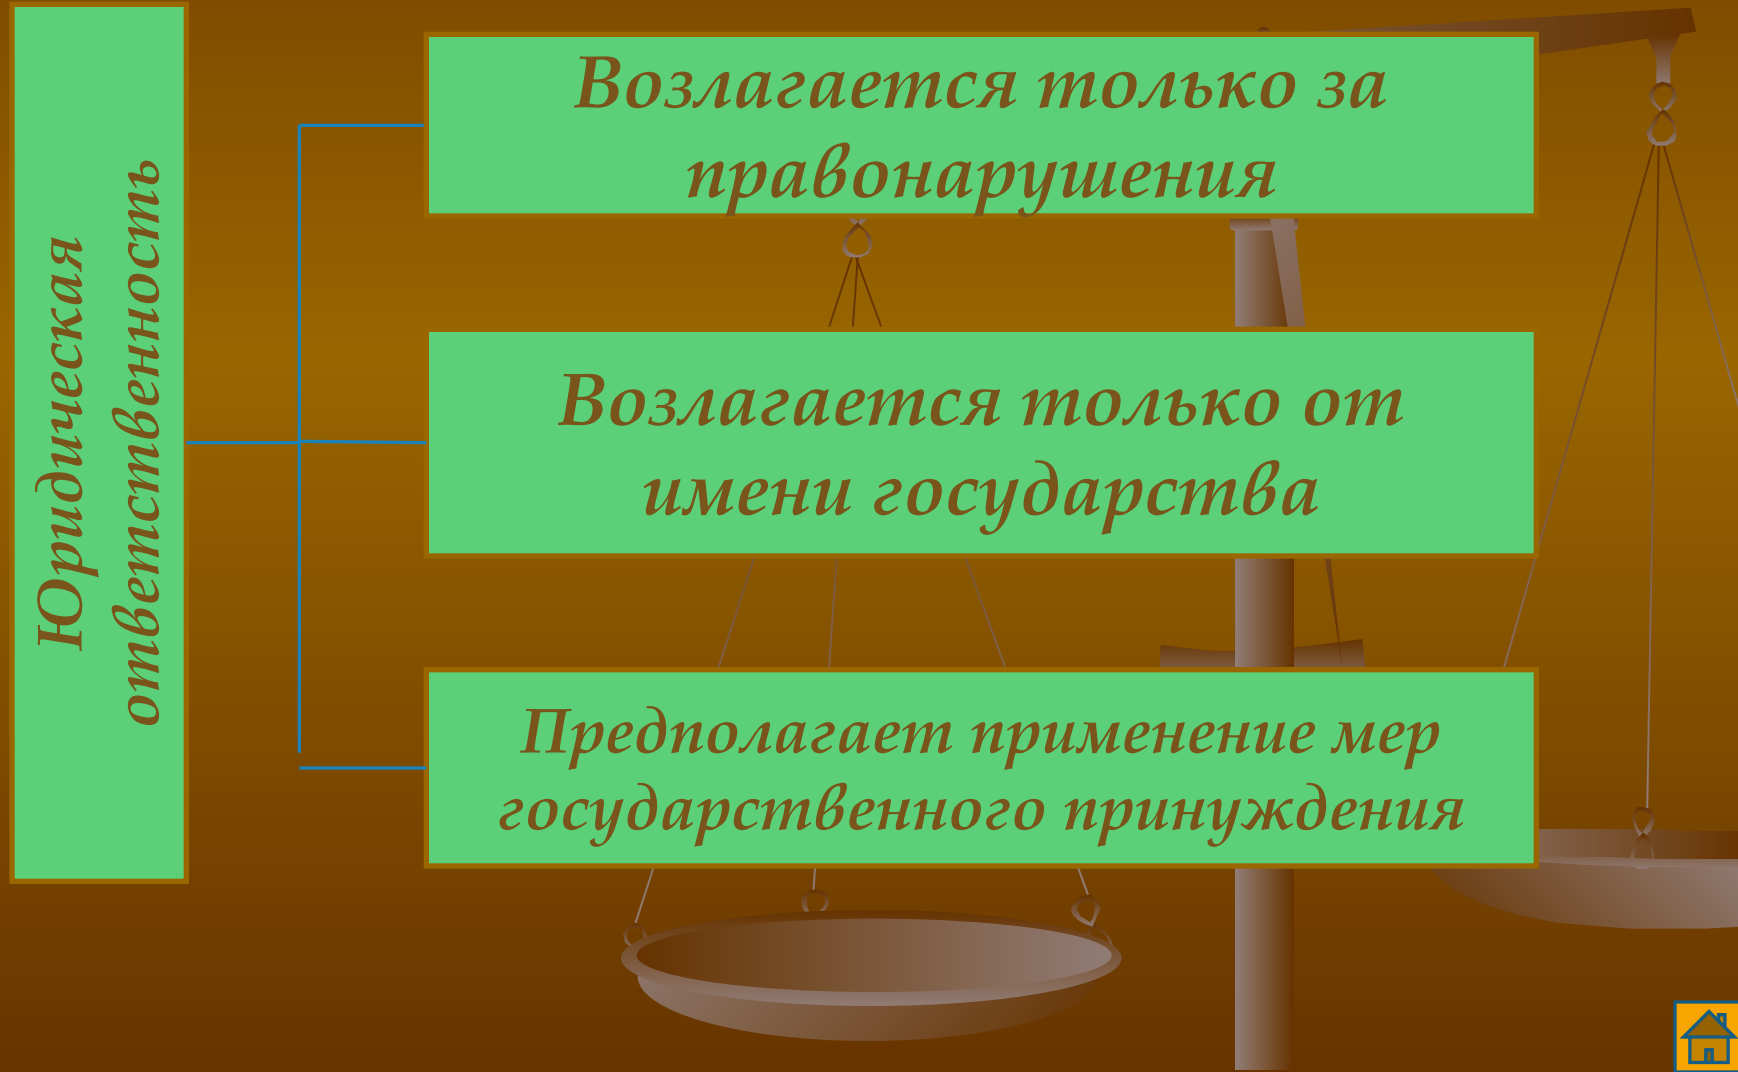 Юридическая
ответственность
Возлагается только за
правонарушения
Возлагается только от
имени государства
Предполагает применение мер
государственного принуждения